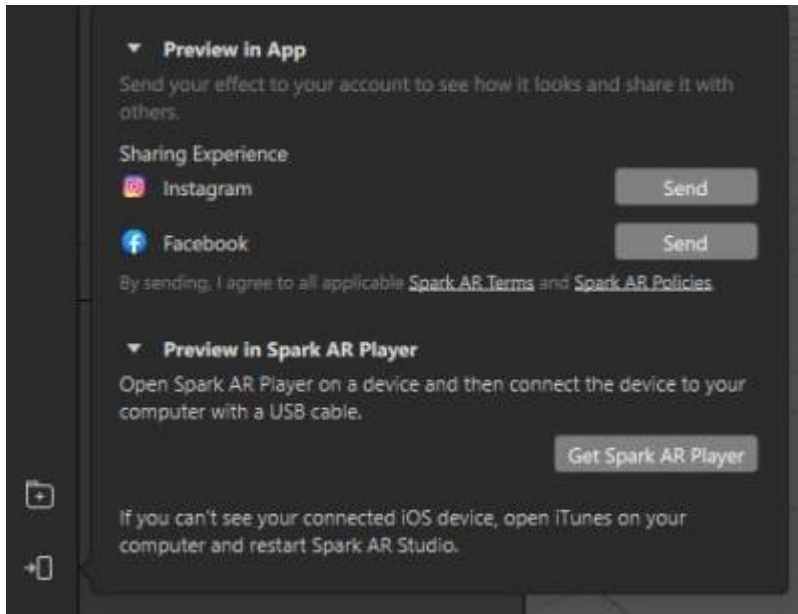 Preview in App
Send your effect to your account to see how it looks and share it with
others.
Sharing Experience
Instagram Send
Facebook Send
By sending, I agree to all applicable Spark AR Terms and Spark AR Policies
Preview in Spark AR Player
Open Spark AR Player on a device and then connect the device to your
computer with a USB cable.
Get Spark AR Player
If you can't see your connected iOS device, open iTunes on your
computer and restart Spark AR Studio.